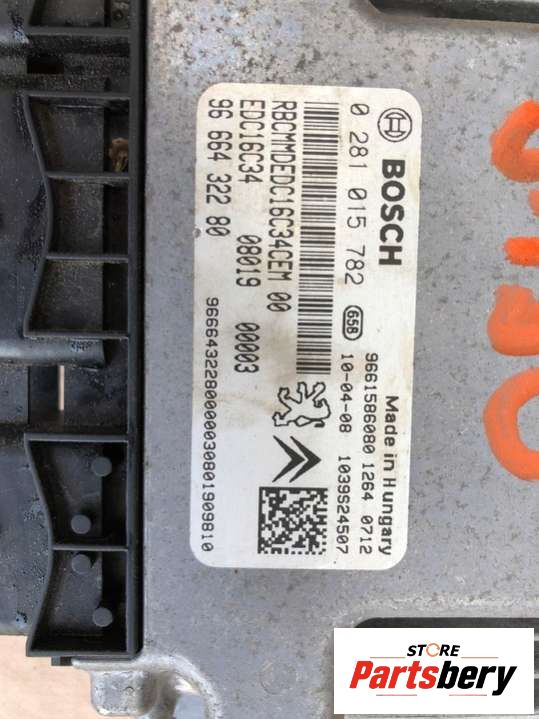 BOSCH
0 281 015 782
658
Made in Hungary
9661586080 1264 0712
10-04-08 1039S24507
RBCMMDEDC16C34CEM 00
EDC16C34 08019 00003
96 664 322 80
966643228000003080190981O
STORE
Partsbery